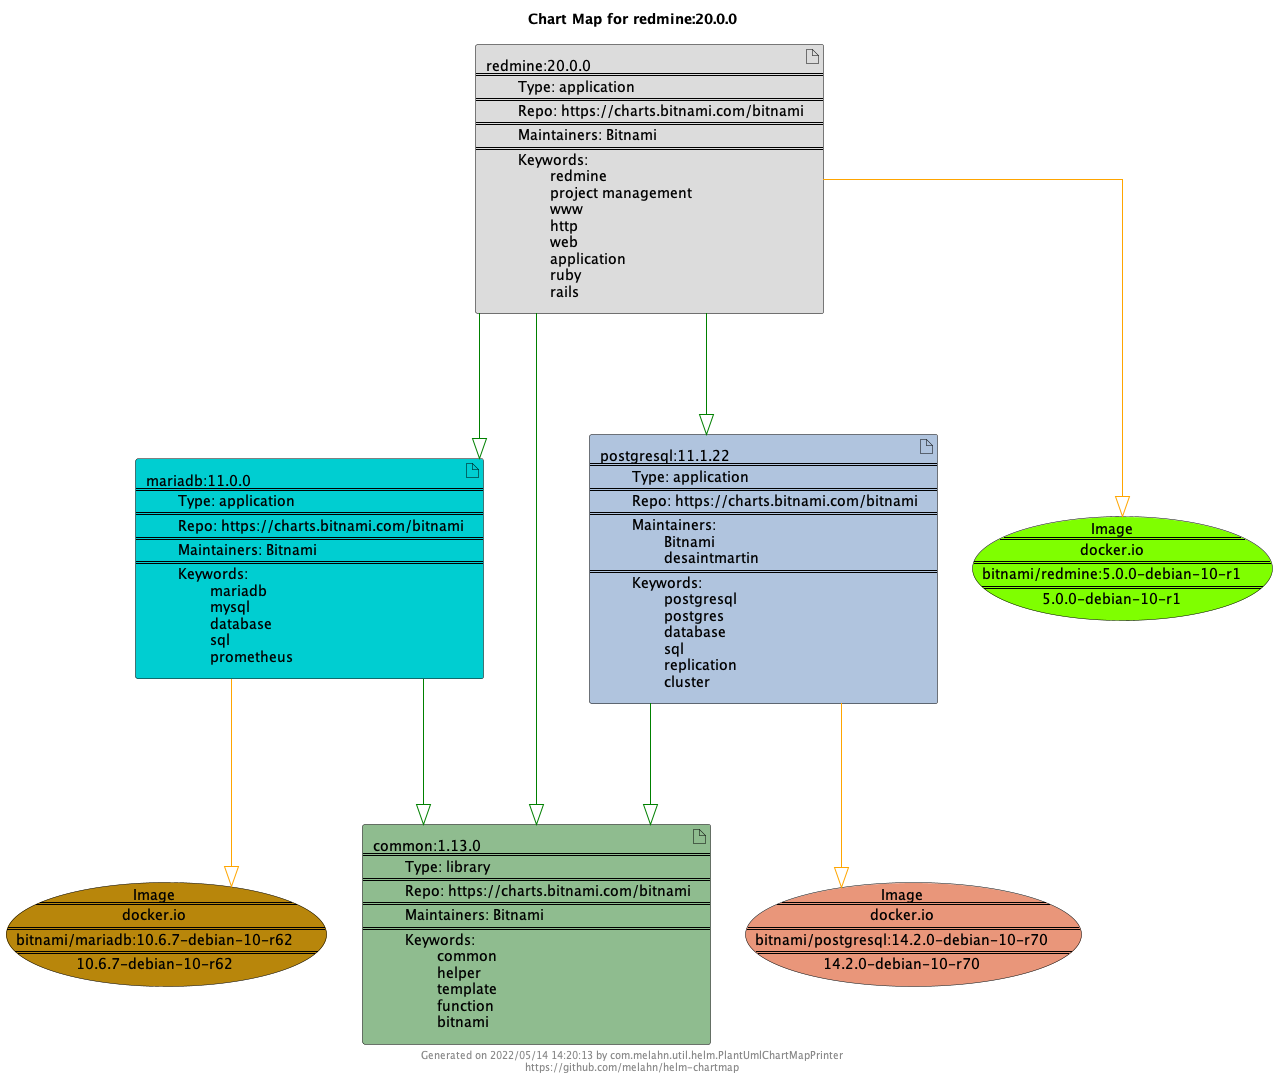 Chart Map for redmine:20.0.0
redmine:20.0.0
Type: application
Repo: https://charts.bitnami.com/bitnami
Maintainers: Bitnami
Keywords:
redmine
project management
www
http
web
application
ruby
rails
mariadb:11.0.0
Type: application
Repo: https://charts.bitnami.com/bitnami
Maintainers: Bitnami
Keywords:
mariadb
mysql
database
sql
prometheus
postgresql:11.1.22
Type: application
Repo: https://charts.bitnami.com/bitnami
Maintainers:
Bitnami
desaintmartin
Keywords:
postgresql
postgres
database
sql
replication
cluster
Image
docker.io
bitnami/redmine:5.0.0-debian-10-r1
5.0.0-debian-10-r1
Image
docker.io
bitnami/mariadb:10.6.7-debian-10-r62
10.6.7-debian-10-r62
common:1.13.0
Type: library
Repo: https://charts.bitnami.com/bitnami
Maintainers: Bitnami
Keywords:
common
helper
template
function
bitnami
Image
docker.io
bitnami/postgresql:14.2.0-debian-10-r70
14.2.0-debian-10-r70
Generated on 2022/05/14 14:20:13 by com.melahn.util.helm.PlantUmlChartMapPrinter
https://github.com/melahn/helm-chartmap